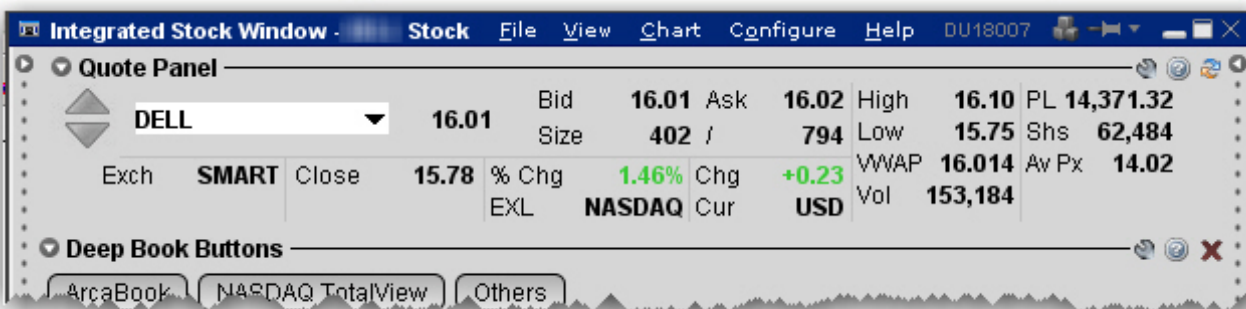 Integrated Stock Window - Stock File View Chart Configure Help DU18007
Quote Panel
DELL 16.01 Bid 16.01 Ask 16.02 High 16.10 PL 14,371.32
Size 402 / 794 Low 15.75 Shs 62,484
Exch SMART Close 15.78 % Chg 1.46% Chg +0.23 VWAP 16.014 Av Px 14.02
EXL NASDAQ Cur USD Vol 153,184
Deep Book Buttons
ArcaBook NASDAQ TotalView Others